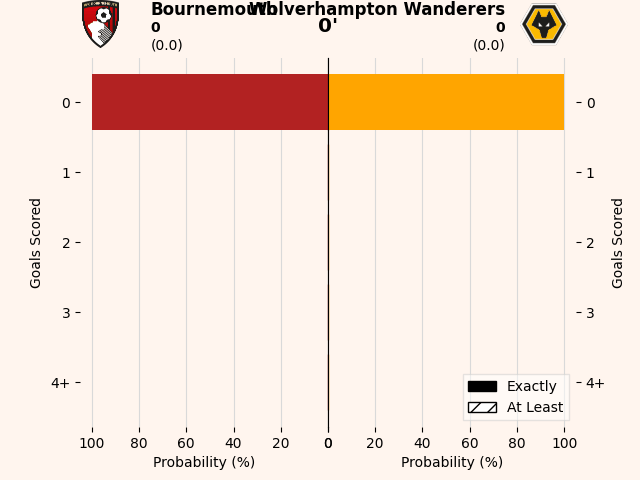 Bournemouth
Wolverhampton Wanderers
0
0'
0
(0.0)
(0.0)
Goals Scored
0
1
2
3
4+
0
1
2
3
4+
Goals Scored
Exactly
At Least
100 80 60 40 20 0
0 20 40 60 80 100
Probability (%)
Probability (%)